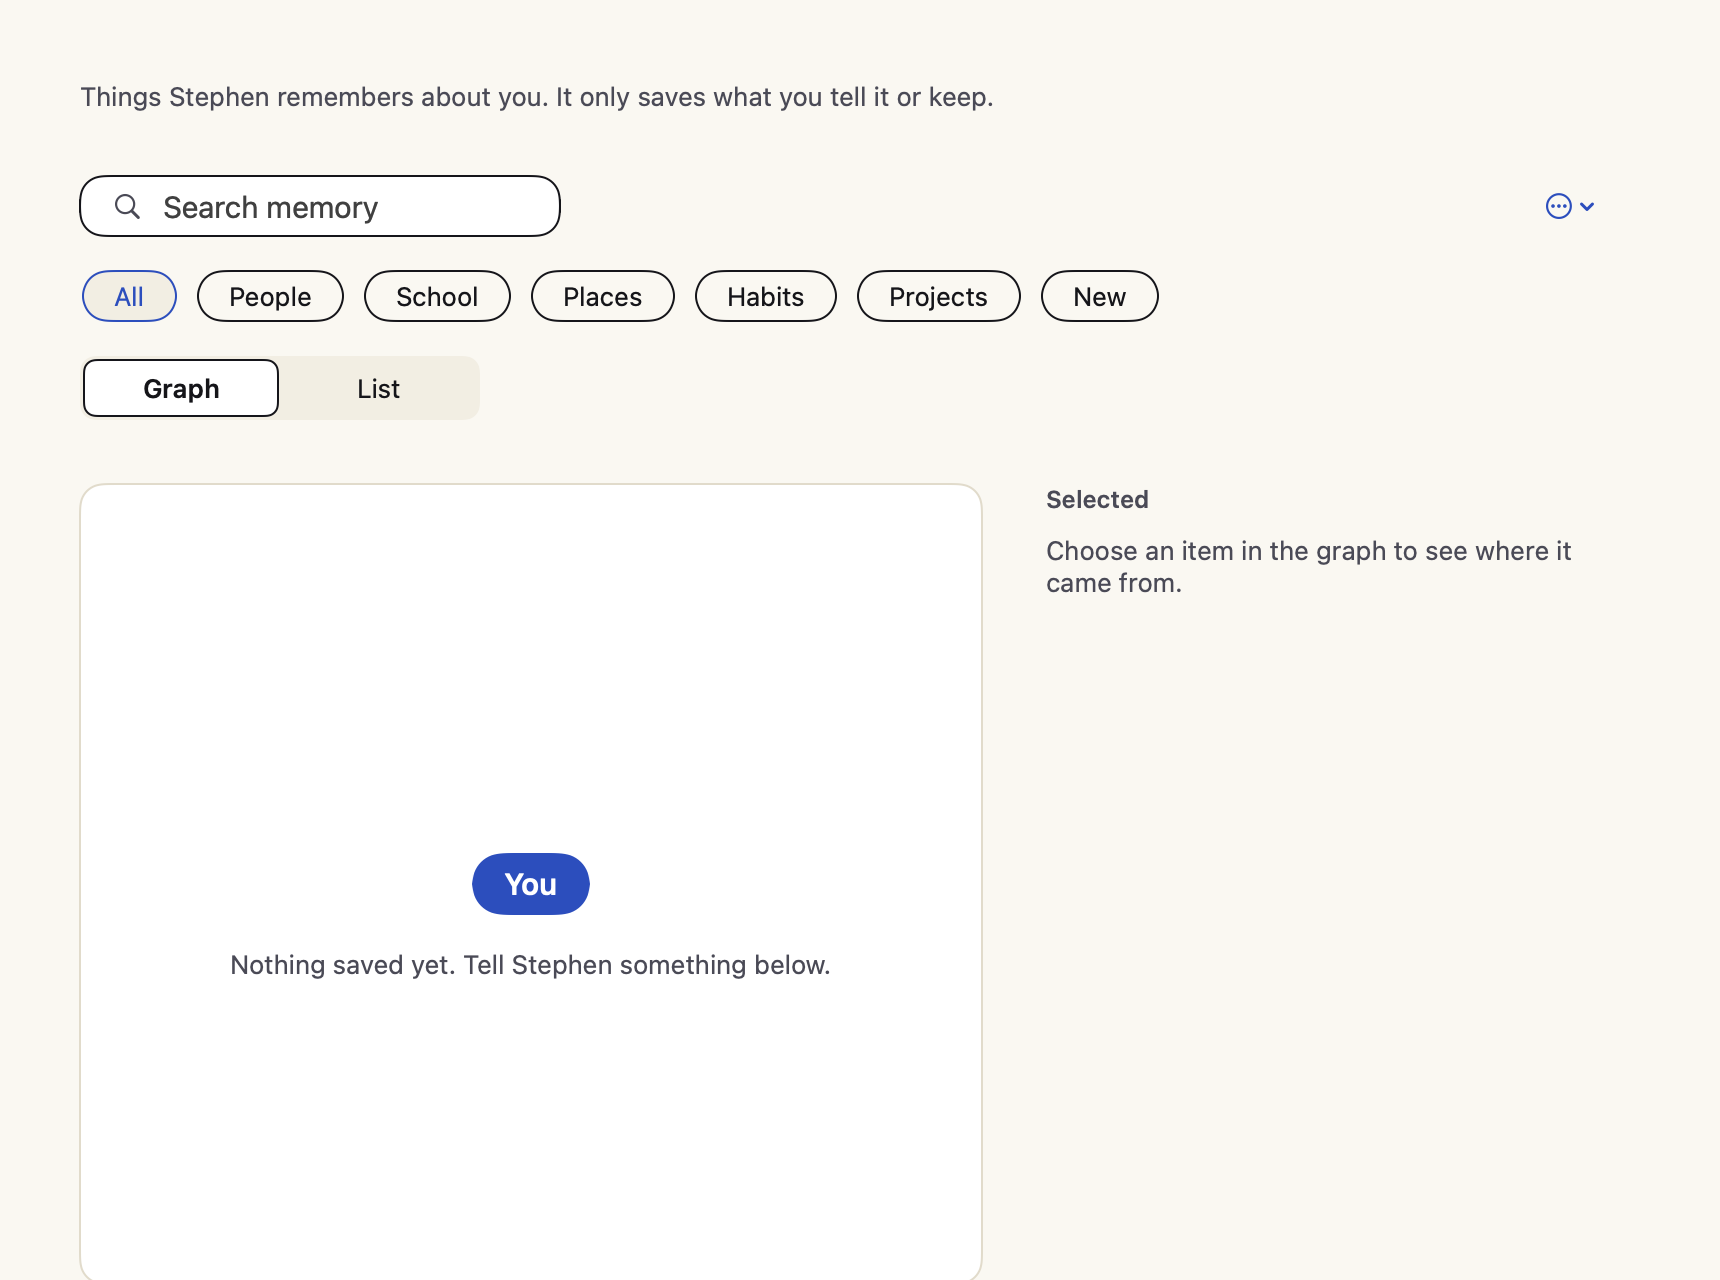 Things Stephen remembers about you. It only saves what you tell it or keep.
Search memory
All
People
School
Places
Habits
Projects
New
Graph
List
Selected
Choose an item in the graph to see where it
came from.
You
Nothing saved yet. Tell Stephen something below.